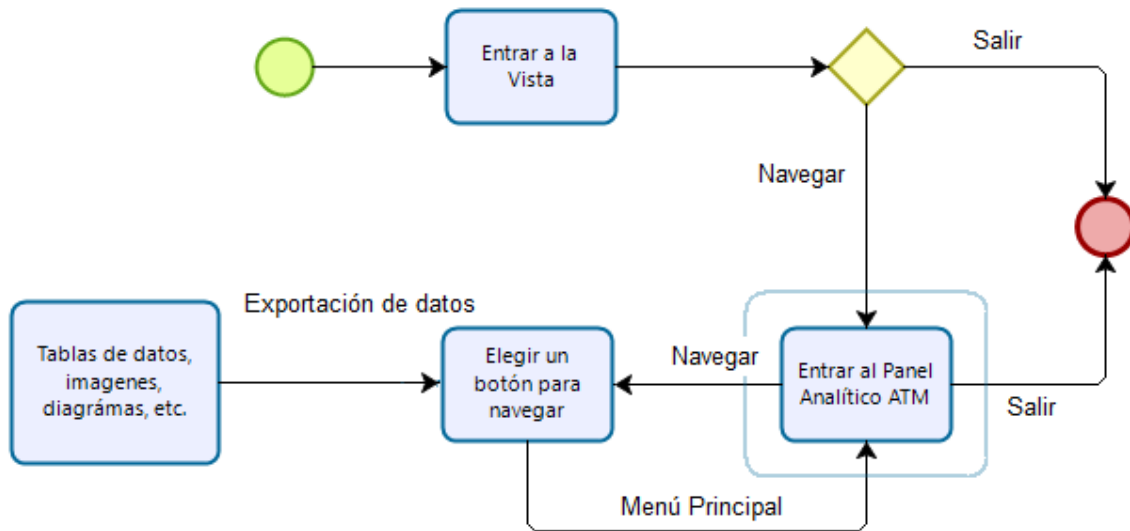 Entrar a la
Vista
Salir
Navegar
Exportación de datos
Tablas de datos,
imagenes,
diagrámas, etc.
Elegir un
botón para
navegar
Navegar
Entrar al Panel
Analítico ATM
Salir
Menú Principal